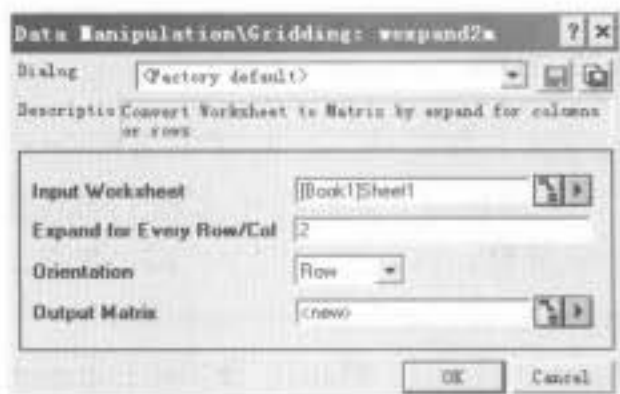 Data Manipulation\Gridding: wexpand2m
Dialog <Factory default>
Descriptio Convert Worksheet to Matrix by expand for columns
or rows
Input Worksheet [Book1]Sheet1
Expand for Every Row/Col 2
Orientation Row
Output Matrix <new>
OK Cancel